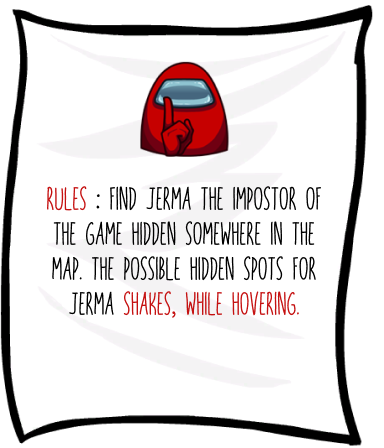 RULES : FIND JERMA THE IMPOSTOR OF
THE GAME HIDDEN SOMEWHERE IN THE
MAP. THE POSSIBLE HIDDEN SPOTS FOR
JERMA SHAKES, WHILE HOVERING.